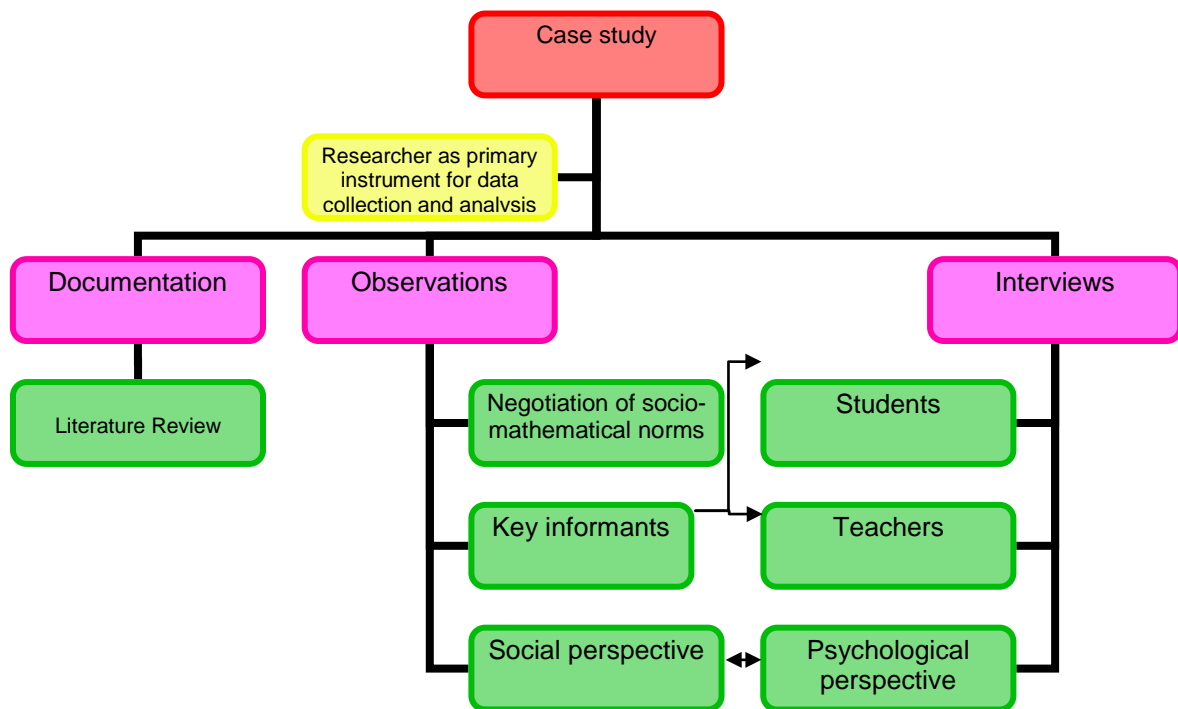 Case study
Researcher as primary
instrument for data
collection and analysis
Documentation
Observations
Interviews
Literature Review
Negotiation of socio-
mathematical norms
Students
Key informants
Teachers
Social perspective
Psychological
perspective